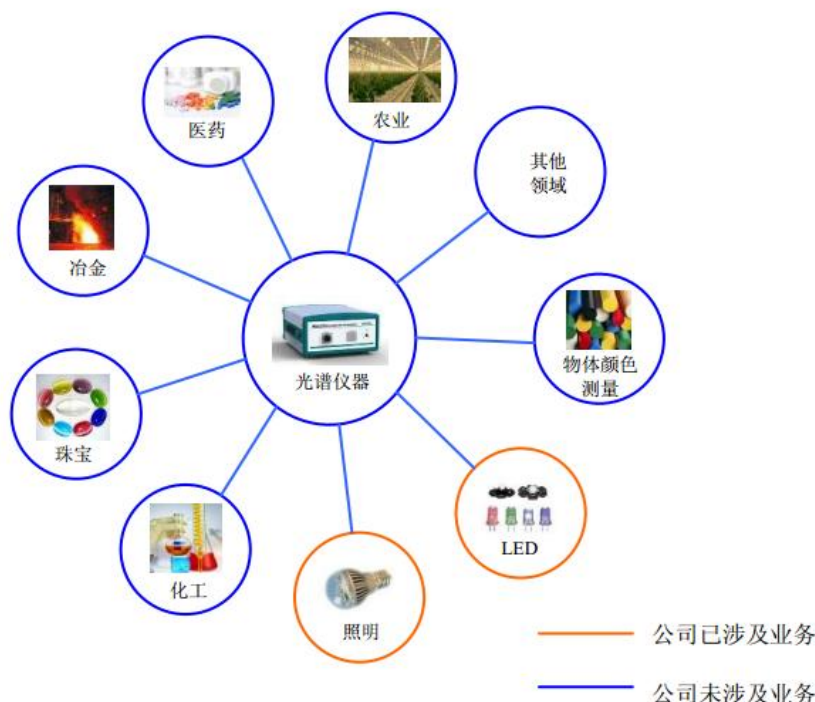 医药
农业
其他
领域
冶金
光谱仪器
物体颜色
测量
珠宝
LED
化工
照明
公司已涉及业务
公司未涉及业务